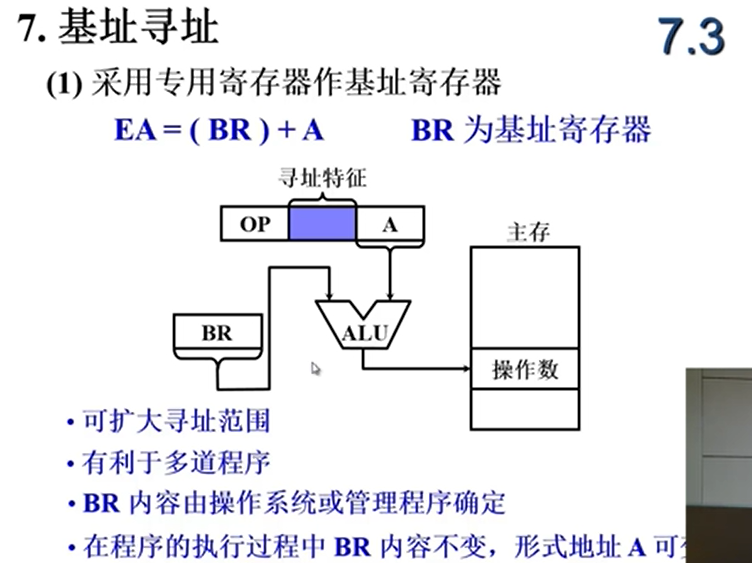 7. 基址寻址
7.3
(1) 采用专用寄存器作基址寄存器
EA = ( BR ) + A BR 为基址寄存器
寻址特征
OP A
主存
BR
ALU
操作数
• 可扩大寻址范围
• 有利于多道程序
• BR 内容由操作系统或管理程序确定
• 在程序的执行过程中 BR 内容不变，形式地址 A 可